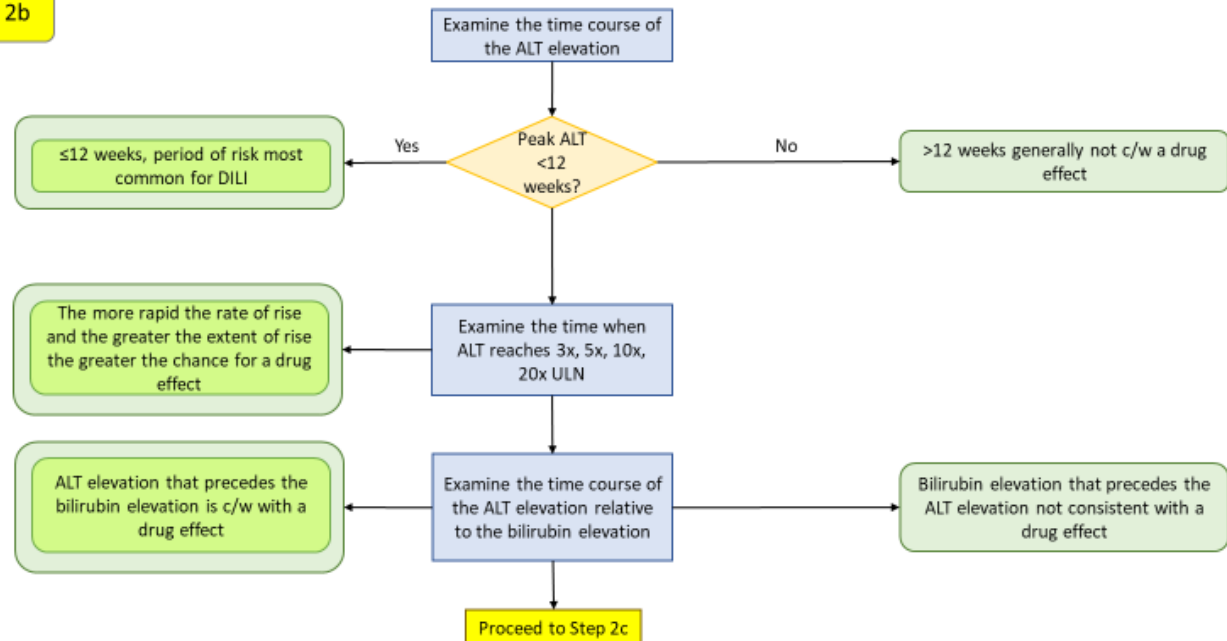 2b
Examine the time course of
the ALT elevation
Peak ALT
<12
weeks?
Yes
No
≤12 weeks, period of risk most
common for DILI
>12 weeks generally not c/w a drug
effect
The more rapid the rate of rise
and the greater the extent of rise
the greater the chance for a drug
effect
Examine the time when
ALT reaches 3x, 5x, 10x,
20x ULN
ALT elevation that precedes the
bilirubin elevation is c/w with a
drug effect
Examine the time course of
the ALT elevation relative
to the bilirubin elevation
Bilirubin elevation that precedes the
ALT elevation not consistent with a
drug effect
Proceed to Step 2c